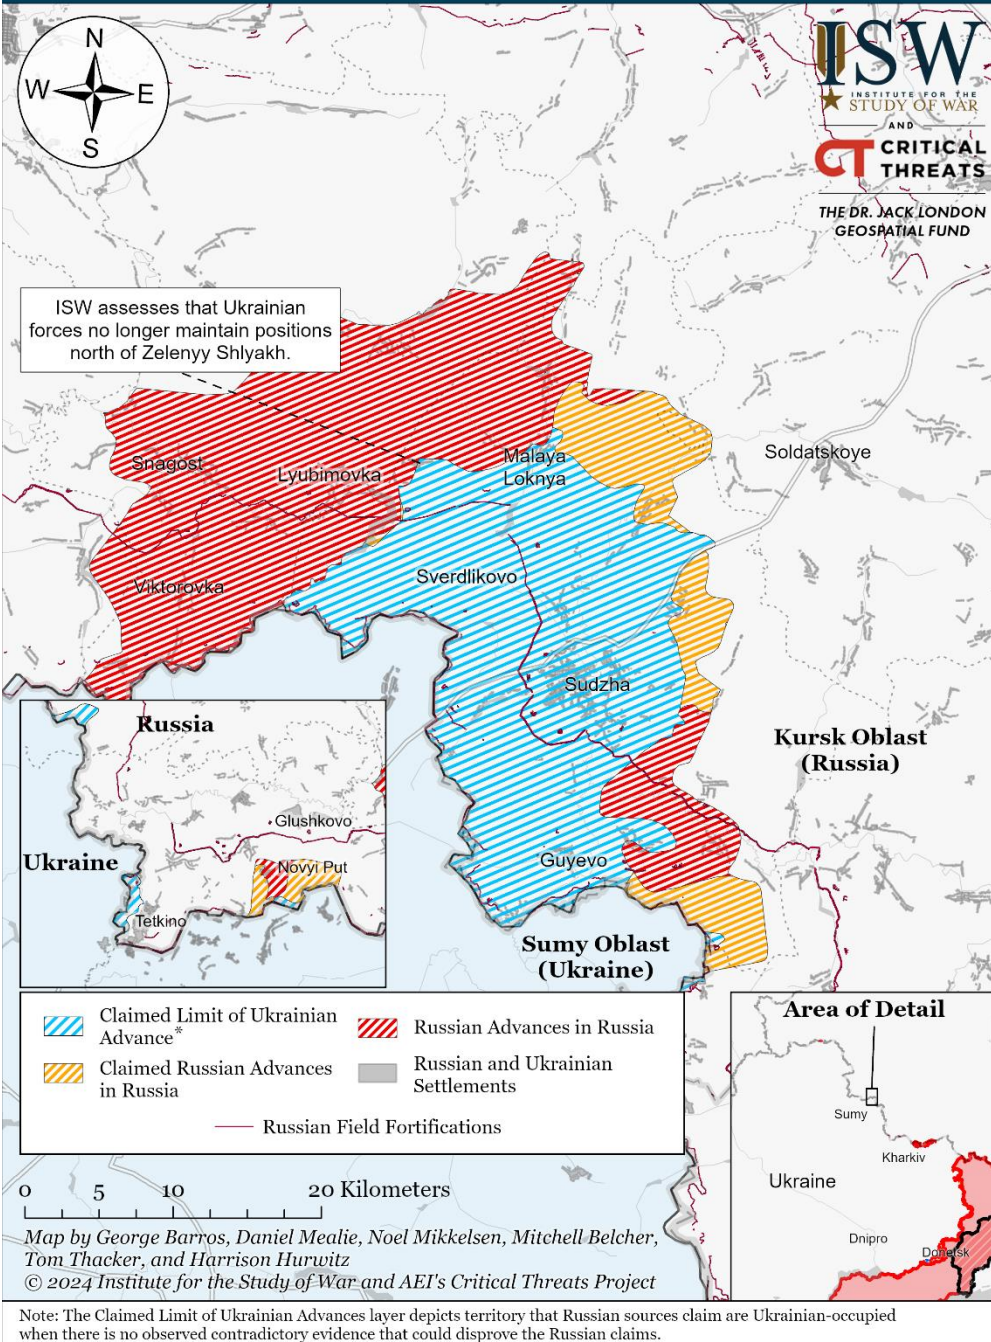 N
W
E
S
ISW
INSTITUTE FOR THE
STUDY OF WAR
AND
CT CRITICAL
THREATS
THE DR. JACK LONDON
GEOSPATIAL FUND
ISW assesses that Ukrainian
forces no longer maintain positions
north of Zelenyy Shlyakh.
Snagost
Lyubimovka
Malaya
Loknya
Soldatskoye
Viktorovka
Sverdlikovo
Sudzha
Kursk Oblast
(Russia)
Guyevo
Sumy Oblast
(Ukraine)
Russia
Glushkovo
Ukraine
Novyi Put
Tetkino
Claimed Limit of Ukrainian
Advance*
Claimed Russian Advances
in Russia
Russian Advances in Russia
Russian and Ukrainian
Settlements
Russian Field Fortifications
Area of Detail
Sumy
Kharkiv
Ukraine
Dnipro
Donetsk
0 5 10 20 Kilometers
Map by George Barros, Daniel Mealie, Noel Mikkelsen, Mitchell Belcher,
Tom Thacker, and Harrison Hurwitz
© 2024 Institute for the Study of War and AEI's Critical Threats Project
Note: The Claimed Limit of Ukrainian Advances layer depicts territory that Russian sources claim are Ukrainian-occupied
when there is no observed contradictory evidence that could disprove the Russian claims.